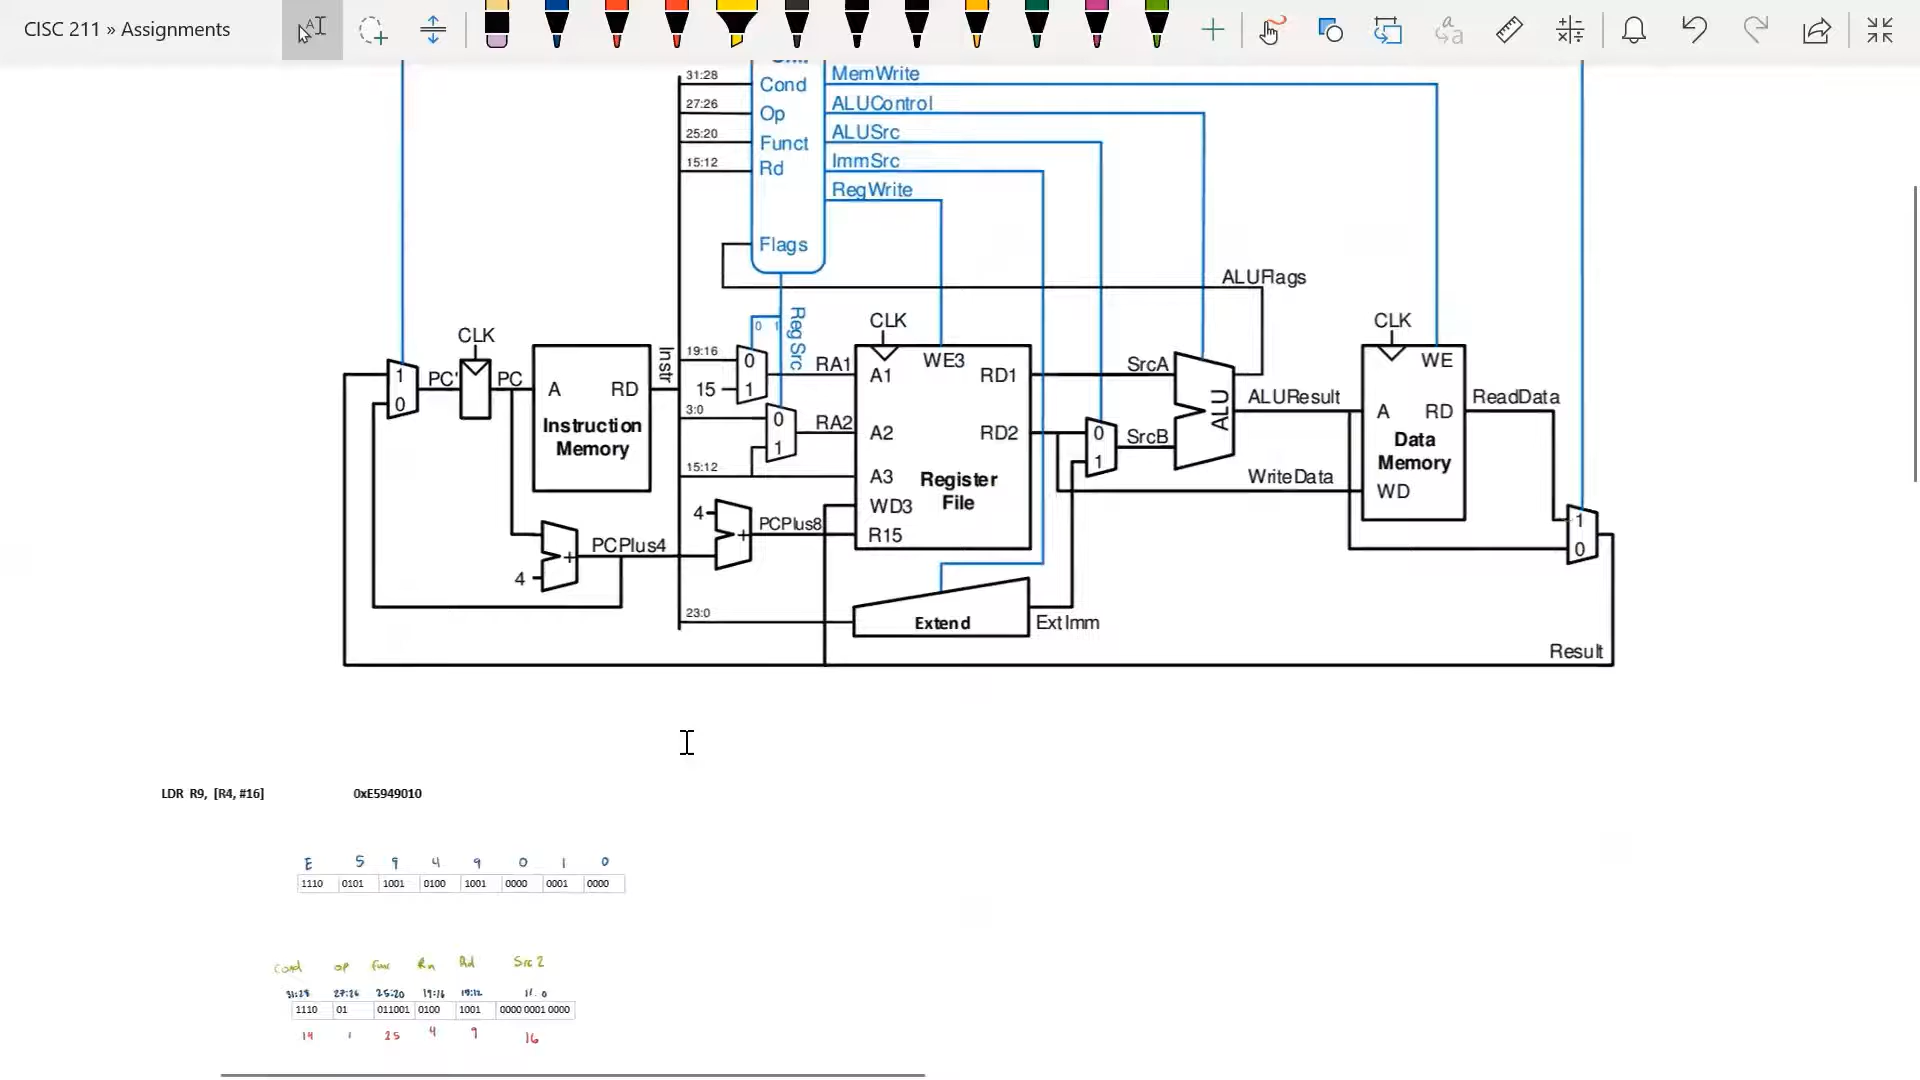 CISC 211 » Assignments
31:28 Cond MemWrite
27:26 Op ALUControl
25:20 Funct ALUSrc
15:12 Rd ImmSrc
RegWrite
Flags
ALUFlags
RegSrc
0 1
CLK CLK CLK
Instr
19:16 0 RA1 A1 WE3 RD1 SrcA WE
1 PC' PC A RD 15 1
0
Instruction Memory
3:0 0 RA2 A2 RD2 0 SrcB ALU ALUResult A RD ReadData
1 1
Data Memory
15:12 A3 Register File WriteData WD
4 + PCPlus8 WD3
R15
PCPlus4 +
4
1
0
23:0 Extend ExtImm
Result
LDR R9, [R4, #16] 0xE5949010
E 5 9 4 9 0 1 0
1110 0101 1001 0100 1001 0000 0001 0000
Cond op func Rn Rd Src2
31:28 27:26 25:20 19:16 15:12 11:0
1110 01 011001 0100 1001 0000 0001 0000
14 1 25 4 9 16